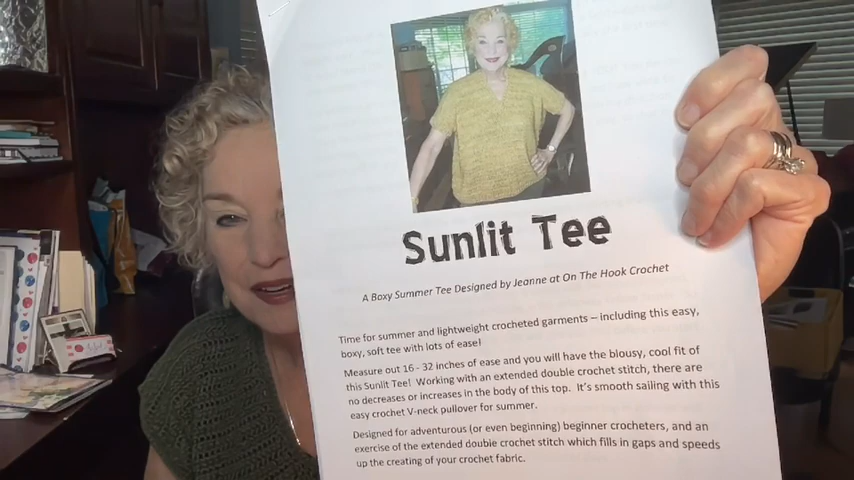 Sunlit Tee
A Boxy Summer Tee Designed by Jeanne at On The Hook Crochet
Time for summer and lightweight crocheted garments – including this easy,
boxy, soft tee with lots of ease!
Measure out 16 - 32 inches of ease and you will have the blousy, cool fit of
this Sunlit Tee! Working with an extended double crochet stitch, there are
no decreases or increases in the body of this top. It's smooth sailing with this
easy crochet V-neck pullover for summer.
Designed for adventurous (or even beginning) beginner crocheters, and an
exercise of the extended double crochet stitch which fills in gaps and speeds
up the creating of your crochet fabric.